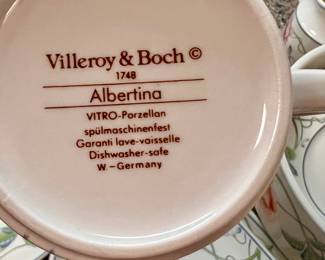 Villeroy & Boch ©
1748
Albertina
VITRO-Porzellan
spülmaschinenfest
Garanti lave-vaisselle
Dishwasher-safe
W.-Germany